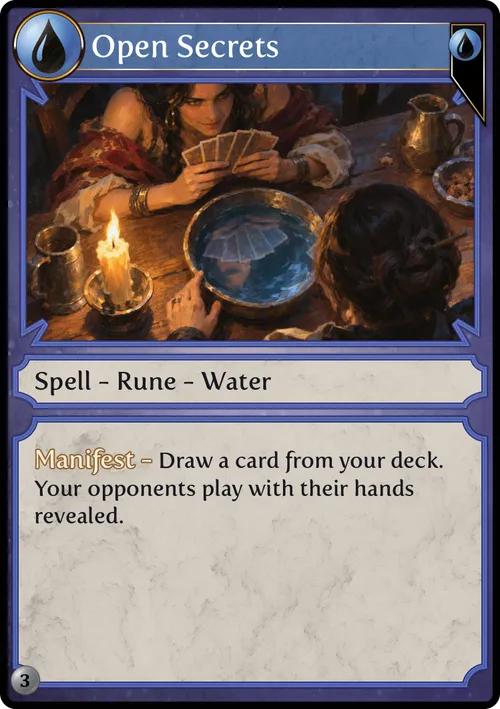 Open Secrets
Spell - Rune - Water
Manifest - Draw a card from your deck.
Your opponents play with their hands
revealed.
3